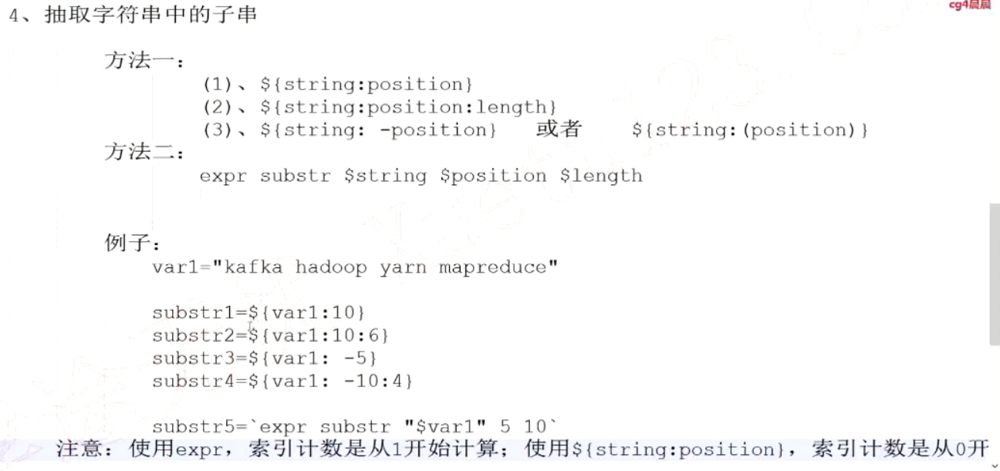 cg4晨晨
4、抽取字符串中的子串
方法一：
(1)、${string:position}
(2)、${string:position:length}
(3)、${string: -position} 或者 ${string:(position)}
方法二：
expr substr $string $position $length
例子：
var1="kafka hadoop yarn mapreduce"
substr1=${var1:10}
substr2=${var1:10:6}
substr3=${var1: -5}
substr4=${var1: -10:4}
substr5=`expr substr "$var1" 5 10`
注意：使用expr，索引计数是从1开始计算；使用${string:position}，索引计数是从0开